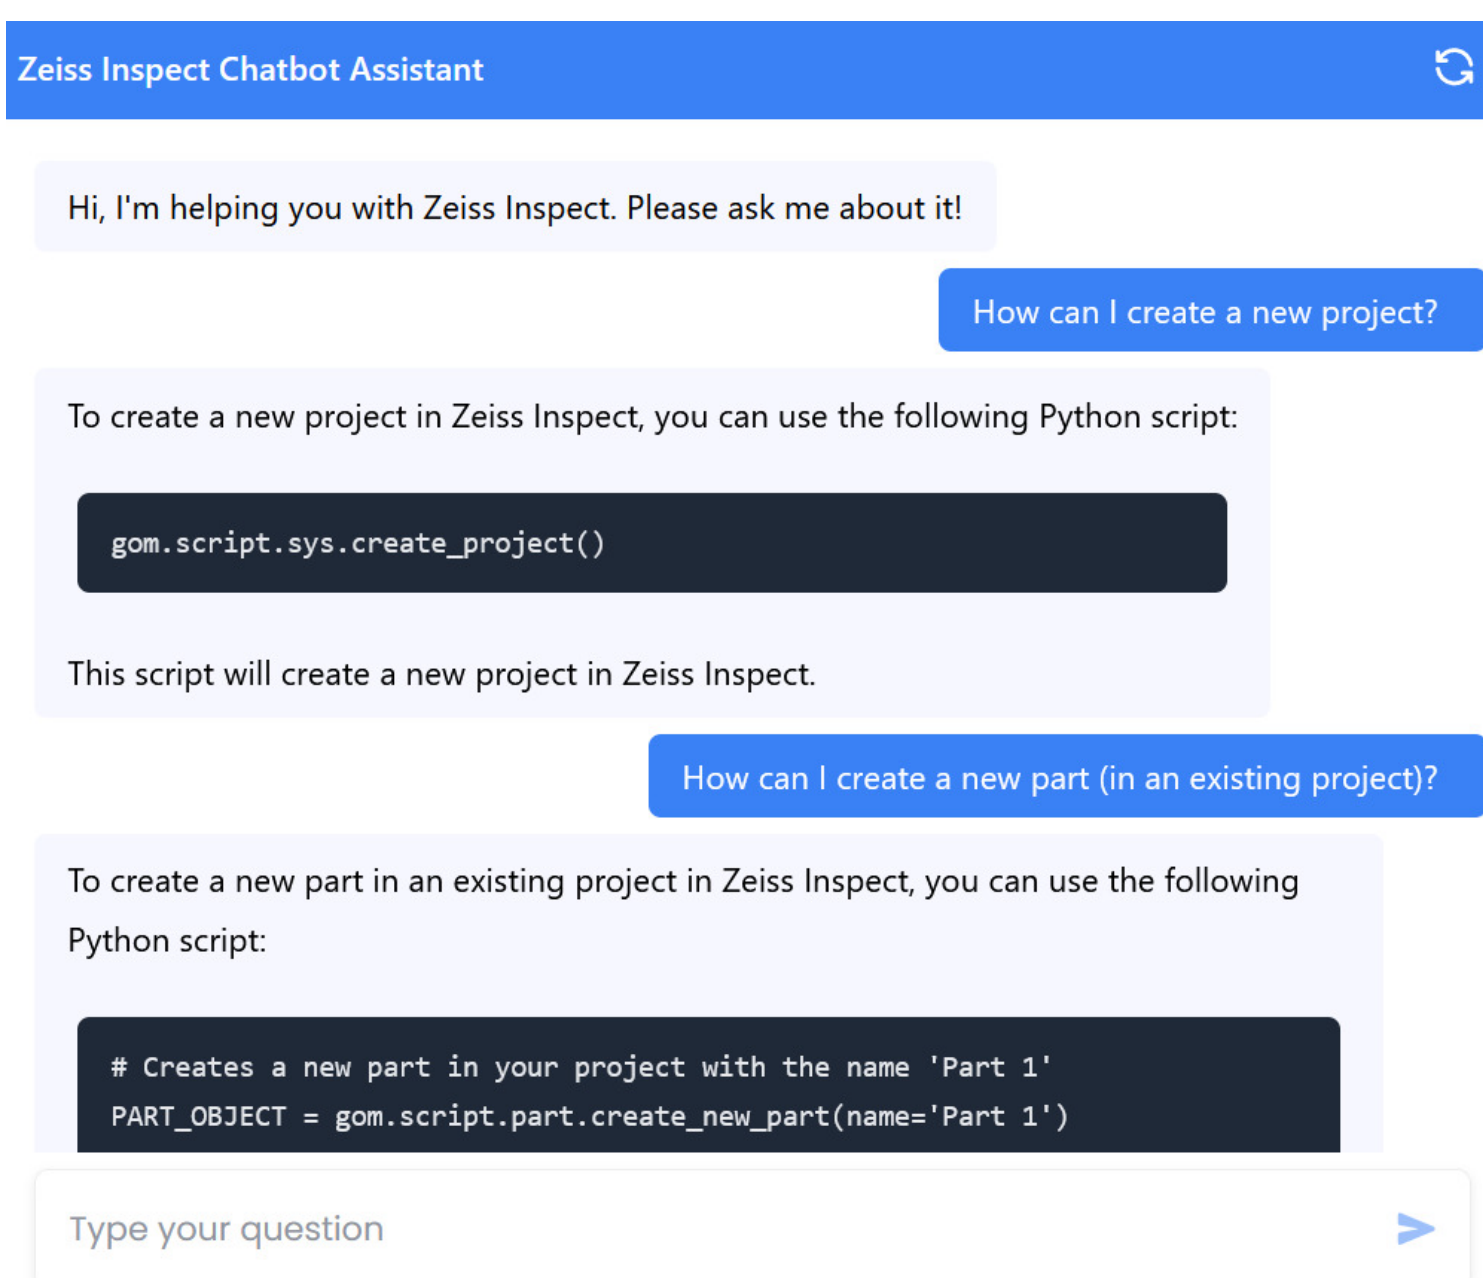 Zeiss Inspect Chatbot Assistant
Hi, I'm helping you with Zeiss Inspect. Please ask me about it!
How can I create a new project?
To create a new project in Zeiss Inspect, you can use the following Python script:
gom.script.sys.create_project()
This script will create a new project in Zeiss Inspect.
How can I create a new part (in an existing project)?
To create a new part in an existing project in Zeiss Inspect, you can use the following
Python script:
# Creates a new part in your project with the name 'Part 1'
PART_OBJECT = gom.script.part.create_new_part(name='Part 1')
Type your question